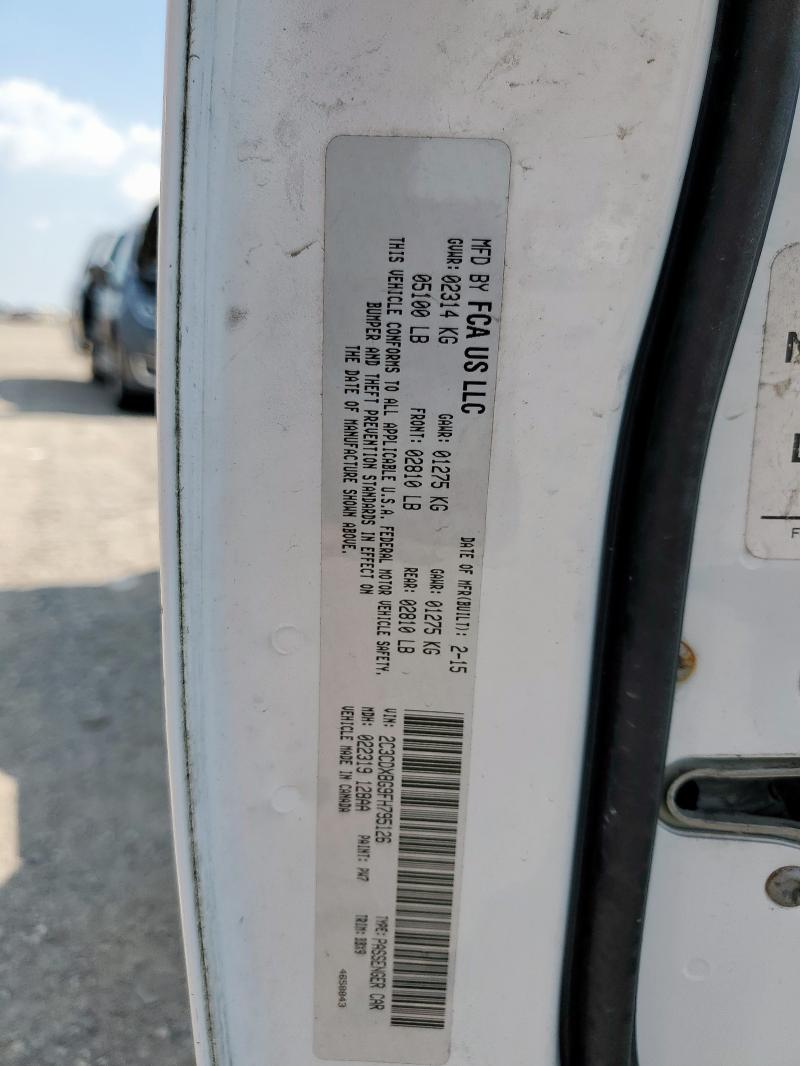 MFD BY FCA US LLC
DATE OF MFR(BUILT): 2-15
GVWR: 02314 KG GAWR: 01275 KG GAWR: 01275 KG
05100 LB FRONT: 02810 LB REAR: 02810 LB
THIS VEHICLE CONFORMS TO ALL APPLICABLE U.S.A. FEDERAL MOTOR VEHICLE SAFETY,
BUMPER AND THEFT PREVENTION STANDARDS IN EFFECT ON
THE DATE OF MANUFACTURE SHOWN ABOVE.
VIN: 2C3CDXBG9FH795126 TYPE: PASSENGER CAR
MDH: 022319 128AA PAINT: PW7 TRIM: XBX9
VEHICLE MADE IN CANADA 4650043